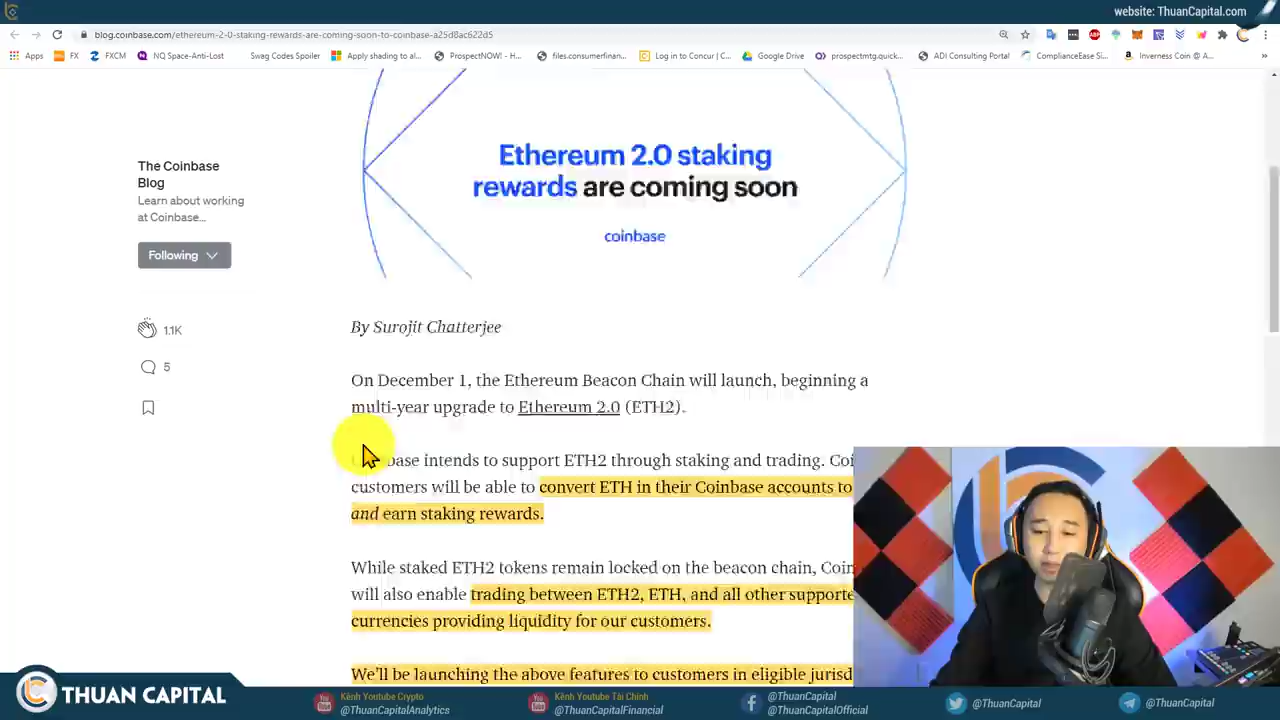 website: ThuanCapital.com
blog.coinbase.com/ethereum-2-0-staking-rewards-are-coming-soon-to-coinbase-a25d8ac622d5
Apps FX FXCM NQ Space-Anti-Lost Swag Codes Spoiler Apply shading to al... ProspectNOW! - H... files.consumerfinan... Log in to Concur | C... Google Drive prospectmtg.quick... ADI Consulting Portal ComplianceEase Si... Inverness Coin @ A... »
Ethereum 2.0 staking
rewards are coming soon
coinbase
The Coinbase
Blog
Learn about working
at Coinbase...
Following
1.1K
5
By Surojit Chatterjee
On December 1, the Ethereum Beacon Chain will launch, beginning a
multi-year upgrade to Ethereum 2.0 (ETH2).
base intends to support ETH2 through staking and trading. Coi
customers will be able to convert ETH in their Coinbase accounts to
and earn staking rewards.
While staked ETH2 tokens remain locked on the beacon chain, Coin
will also enable trading between ETH2, ETH, and all other supporte
currencies providing liquidity for our customers.
We'll be launching the above features to customers in eligible jurisd
THUAN CAPITAL
Kênh Youtube Crypto
@ThuanCapitalAnalytics
Kênh Youtube Tài Chính
@ThuanCapitalFinancial
@ThuanCapital
@ThuanCapitalOfficial
@ThuanCapital
@ThuanCapital